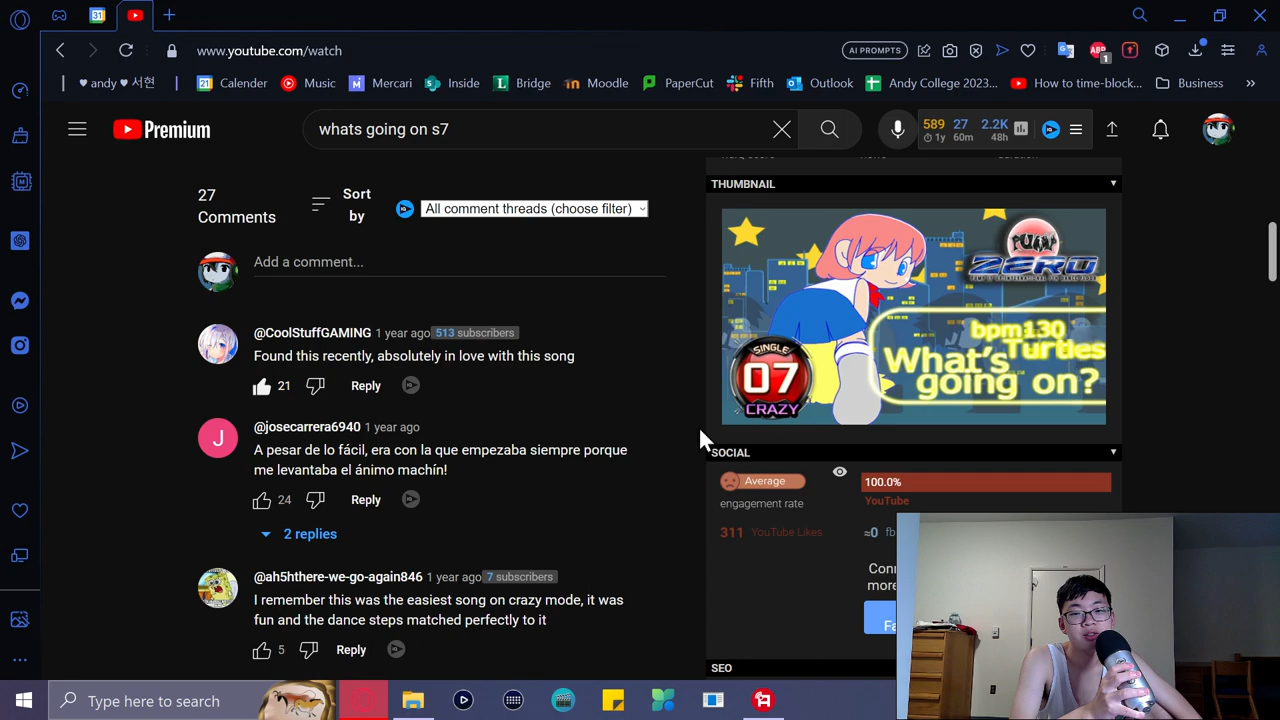 www.youtube.com/watch
AI PROMPTS
1
♥ andy ♥ 서현
21 Calender
Music
Mercari
Inside
Bridge
Moodle
PaperCut
Fifth
Outlook
Andy College 2023...
How to time-block...
Business
Premium
whats going on s7
589 27 2.2K
1y 60m 48h
27
Comments
Sort
by
All comment threads (choose filter)
Add a comment...
@CoolStuffGAMING 1 year ago 513 subscribers
Found this recently, absolutely in love with this song
21 Reply
J
@josecarrera6940 1 year ago
A pesar de lo fácil, era con la que empezaba siempre porque
me levantaba el ánimo machín!
24 Reply
2 replies
@ah5hthere-we-go-again846 1 year ago 7 subscribers
I remember this was the easiest song on crazy mode, it was
fun and the dance steps matched perfectly to it
5 Reply
THUMBNAIL
PUMP
ZERO
bpm130
Turtles
What's
going on?
SINGLE
07
CRAZY
SOCIAL
Average
engagement rate
100.0%
YouTube
311 YouTube Likes
≈0 fb
Conn
more
Fa
SEO
Type here to search